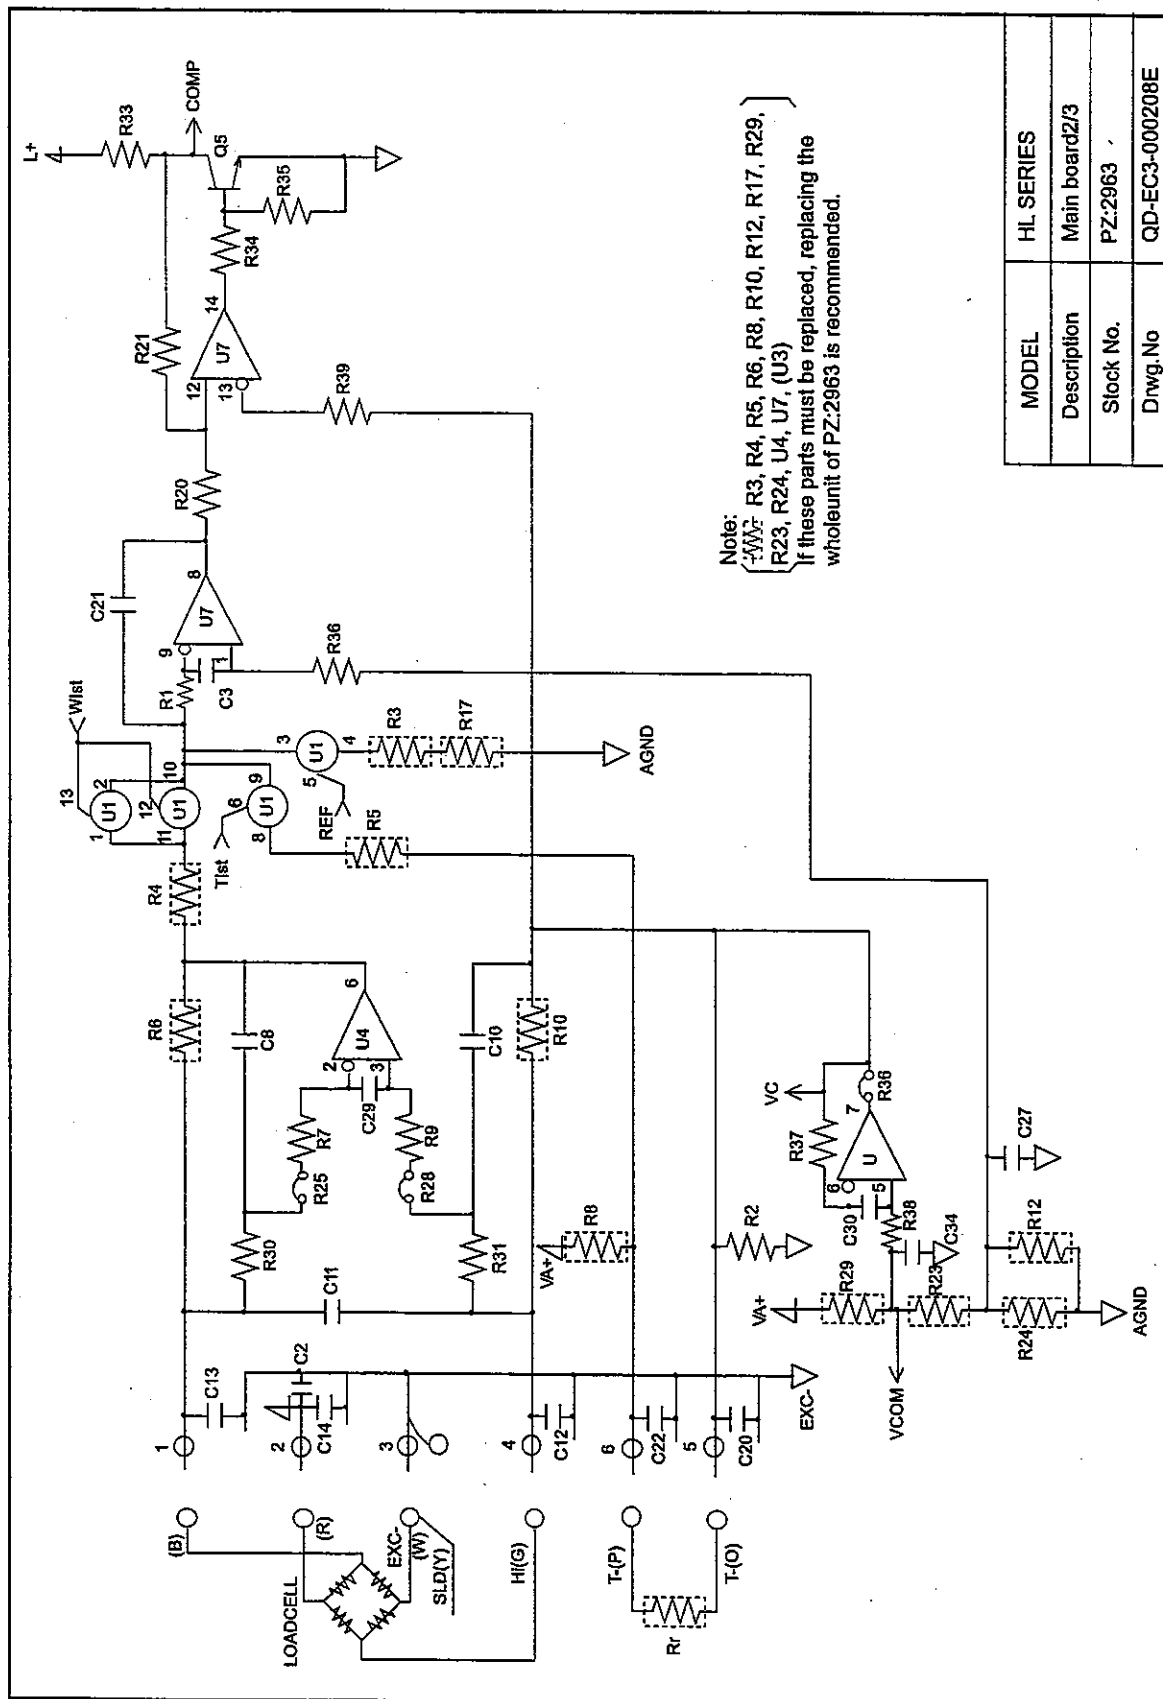 L+
R33
COMP
Q5
R35
R34
R21
14
U7
12
13
R39
R20
C21
8
U7
9
R1
C3
R36
Wlst
13
1
U1
2
10
12
U1
11
9
U1
6
8
Tlst
3
U1
4
5
REF
R3
R17
AGND
R5
R4
R6
C8
6
U4
2
3
C29
R7
R9
R25
R28
C10
R10
R30
R31
C11
VA+
R8
R2
VC
R37
7
R36
U
6
5
C30
R38
C34
C27
R12
VA+
R29
R23
R24
AGND
VCOM
EXC-
C13
C2
C14
C12
C22
C20
1
2
3
4
6
5
(B)
(R)
EXC-
(W)
SLD(Y)
Hi(G)
T-(P)
T-(O)
LOADCELL
Rr
Note:
R3, R4, R5, R6, R8, R10, R12, R17, R29,
R23, R24, U4, U7, (U3)
If these parts must be replaced, replacing the
wholeunit of PZ:2963 is recommended.
MODEL HL SERIES
Description Main board2/3
Stock No. PZ:2963
Drwg.No QD-EC3-000208E